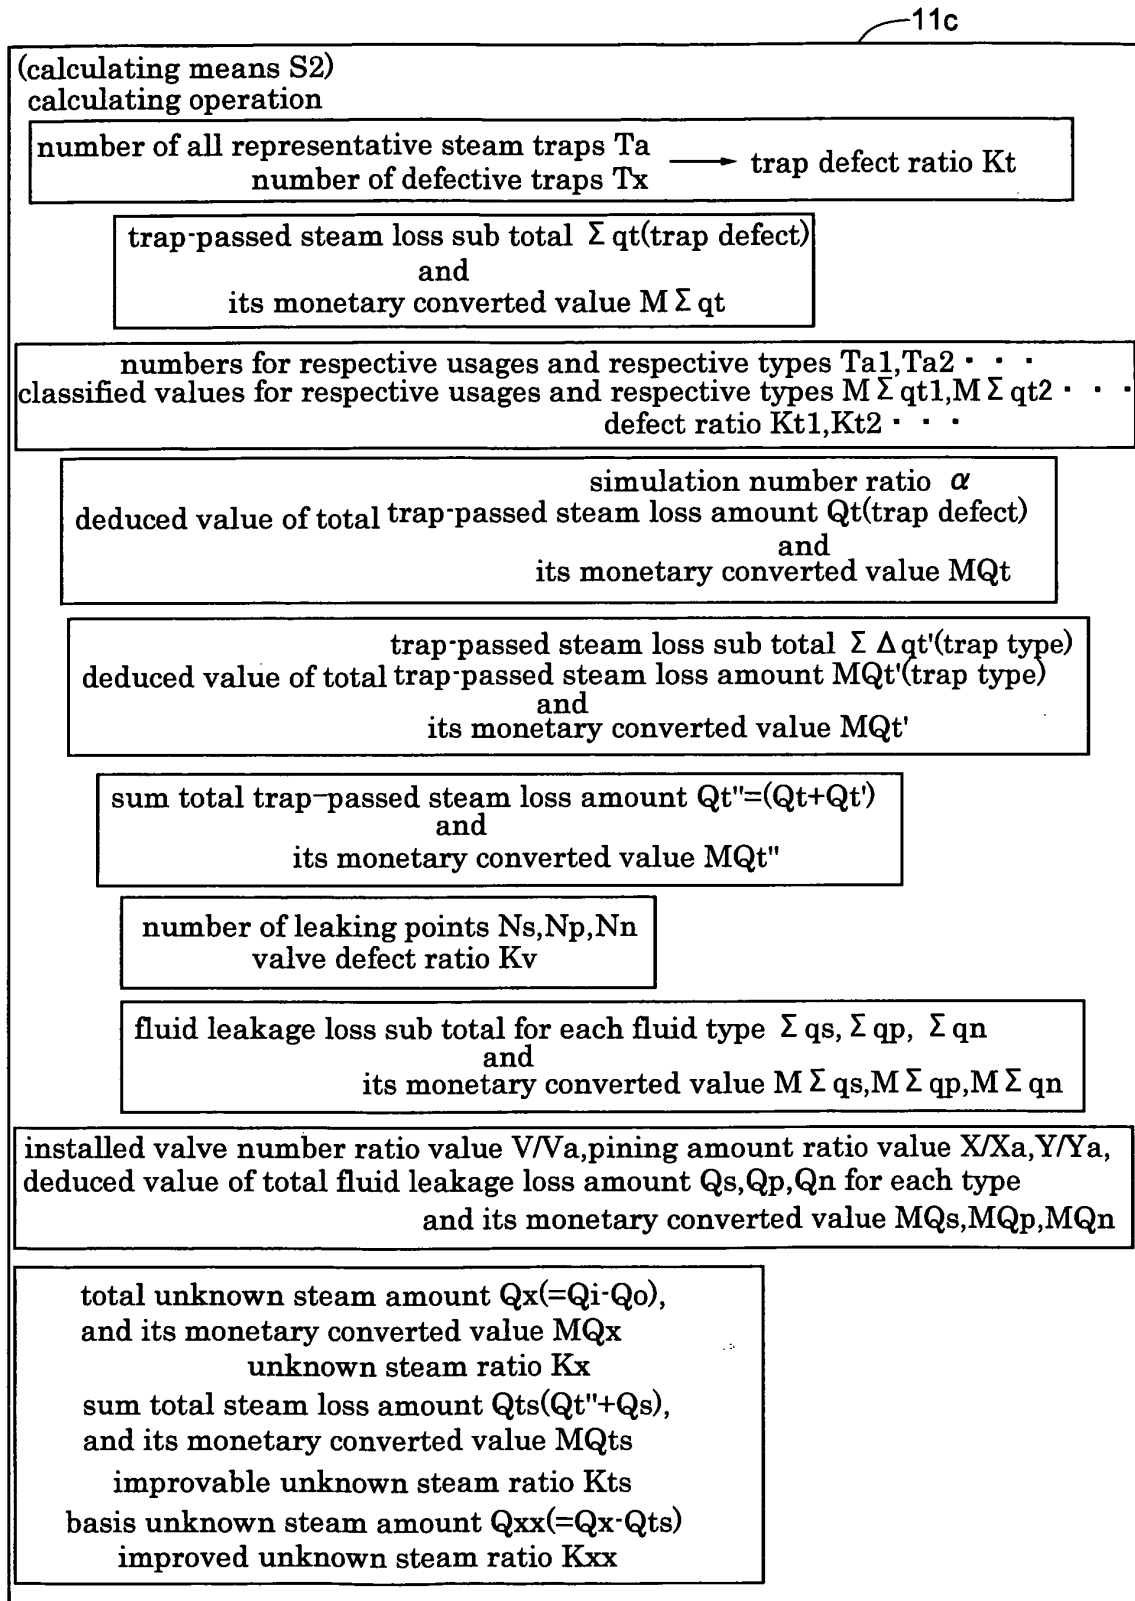 11c
(calculating means S2)
calculating operation
number of all representative steam traps Ta
number of defective traps Tx
⟶ trap defect ratio Kt
trap-passed steam loss sub total Σ qt(trap defect)
and
its monetary converted value M Σ qt
numbers for respective usages and respective types Ta1,Ta2 · · ·
classified values for respective usages and respective types M Σ qt1,M Σ qt2 · · ·
defect ratio Kt1,Kt2 · · ·
simulation number ratio α
deduced value of total trap-passed steam loss amount Qt(trap defect)
and
its monetary converted value MQt
trap-passed steam loss sub total Σ Δ qt'(trap type)
deduced value of total trap-passed steam loss amount MQt'(trap type)
and
its monetary converted value MQt'
sum total trap-passed steam loss amount Qt"=(Qt+Qt')
and
its monetary converted value MQt"
number of leaking points Ns,Np,Nn
valve defect ratio Kv
fluid leakage loss sub total for each fluid type Σ qs, Σ qp, Σ qn
and
its monetary converted value M Σ qs,M Σ qp,M Σ qn
installed valve number ratio value V/Va,pining amount ratio value X/Xa,Y/Ya,
deduced value of total fluid leakage loss amount Qs,Qp,Qn for each type
and its monetary converted value MQs,MQp,MQn
total unknown steam amount Qx(=Qi-Qo),
and its monetary converted value MQx
unknown steam ratio Kx
sum total steam loss amount Qts(Qt"+Qs),
and its monetary converted value MQts
improvable unknown steam ratio Kts
basis unknown steam amount Qxx(=Qx-Qts)
improved unknown steam ratio Kxx